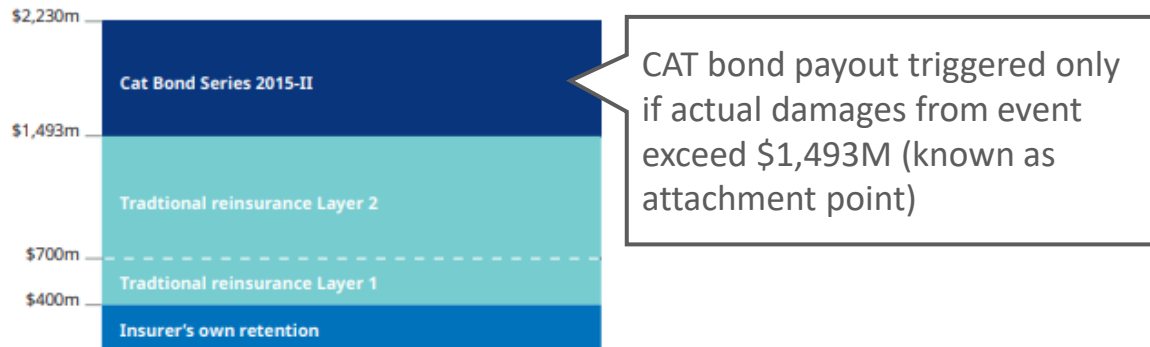 $2,230m
Cat Bond Series 2015-II
CAT bond payout triggered only
if actual damages from event
exceed $1,493M (known as
attachment point)
$1,493m
Tradtional reinsurance Layer 2
$700m
Tradtional reinsurance Layer 1
$400m
Insurer’s own retention